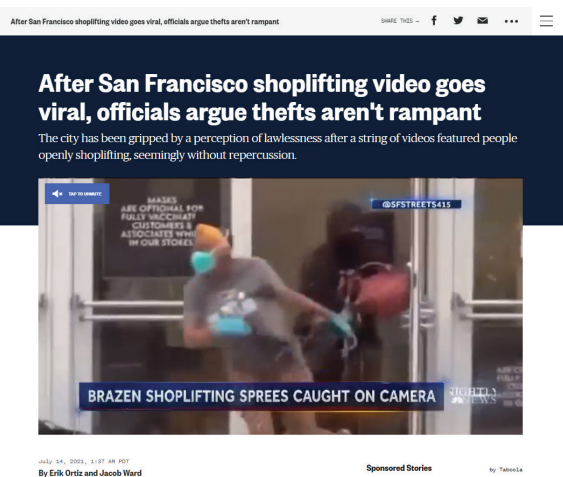 After San Francisco shoplifting video goes viral, officials argue thefts aren't rampant
SHARE THIS —
After San Francisco shoplifting video goes
viral, officials argue thefts aren't rampant
The city has been gripped by a perception of lawlessness after a string of videos featured people
openly shoplifting, seemingly without repercussion.
TAP TO UNMUTE
@SFSTREETS415
MASKS
ARE OPTIONAL FOR
FULLY VACCINATED
CUSTOMERS &
ASSOCIATES WHILE
IN OUR STORES
BRAZEN SHOPLIFTING SPREES CAUGHT ON CAMERA
NIGHTLY
NEWS
July 14, 2021, 1:37 AM PDT
By Erik Ortiz and Jacob Ward
Sponsored Stories
by Taboola